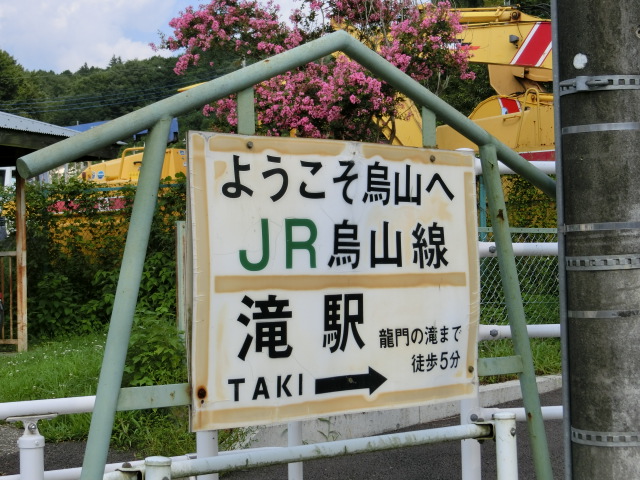 ようこそ烏山へ
JR烏山線
滝駅
龍門の滝まで
徒歩5分
TAKI